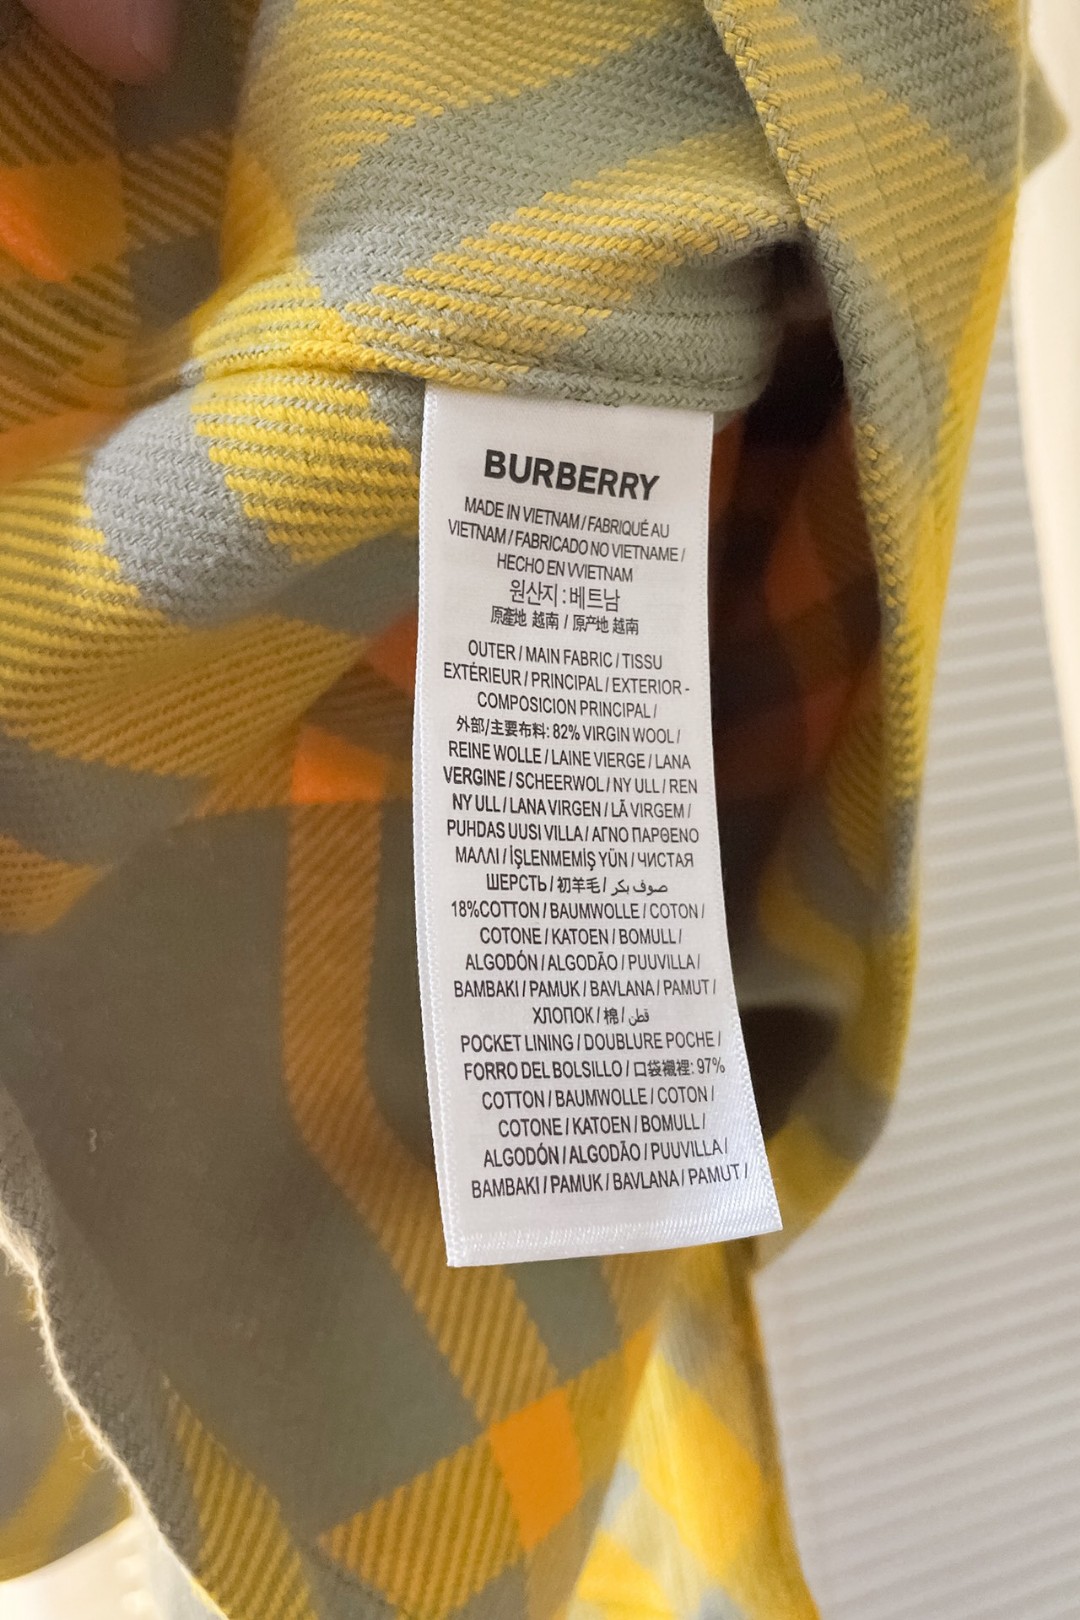 BURBERRY
MADE IN VIETNAM / FABRIQUÉ AU
VIETNAM / FABRICADO NO VIETNAME /
HECHO EN VVIETNAM
원산지 : 베트남
原產地 越南 / 原产地 越南
OUTER / MAIN FABRIC / TISSU
EXTÉRIEUR / PRINCIPAL / EXTERIOR -
COMPOSICION PRINCIPAL /
外部/主要布料: 82% VIRGIN WOOL /
REINE WOLLE / LAINE VIERGE / LANA
VERGINE / SCHEERWOL / NY ULL / REN
NY ULL / LANA VIRGEN / LÃ VIRGEM /
PUHDAS UUSI VILLA / ΑΓΝΟ ΠΑΡΘΕΝΟ
ΜΑΛΛΙ / İŞLENMEMİŞ YÜN / ЧИСТАЯ
ШЕРСТЬ / 初羊毛 / صوف بكر
18%COTTON / BAUMWOLLE / COTON /
COTONE / KATOEN / BOMULL /
ALGODÓN / ALGODÃO / PUUVILLA /
BAMBAKI / PAMUK / BAVLANA / PAMUT /
ХЛОПОК / 棉 / قطن
POCKET LINING / DOUBLURE POCHE /
FORRO DEL BOLSILLO / 口袋襯裡: 97%
COTTON / BAUMWOLLE / COTON /
COTONE / KATOEN / BOMULL /
ALGODÓN / ALGODÃO / PUUVILLA /
BAMBAKI / PAMUK / BAVLANA / PAMUT /